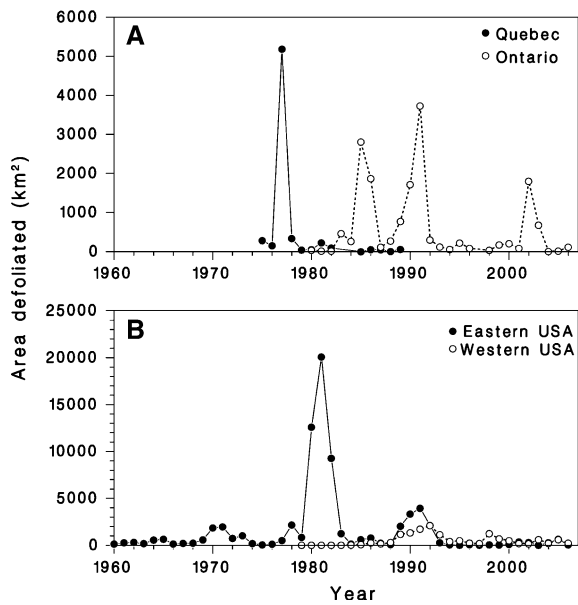 6000
A
Quebec
Ontario
5000
4000
3000
2000
1000
0
1960 1970 1980 1990 2000
Area defoliated (km²)
25000
B
Eastern USA
Western USA
20000
15000
10000
5000
0
1960 1970 1980 1990 2000
Year